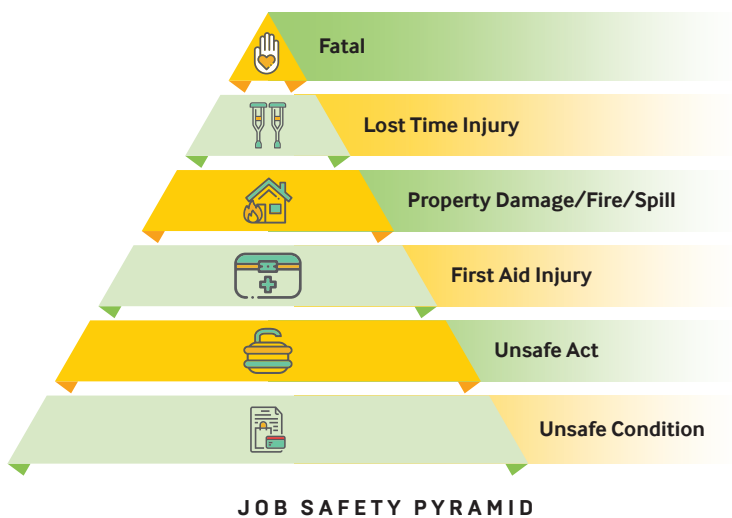 Fatal
Lost Time Injury
Property Damage/Fire/Spill
First Aid Injury
Unsafe Act
Unsafe Condition
JOB SAFETY PYRAMID